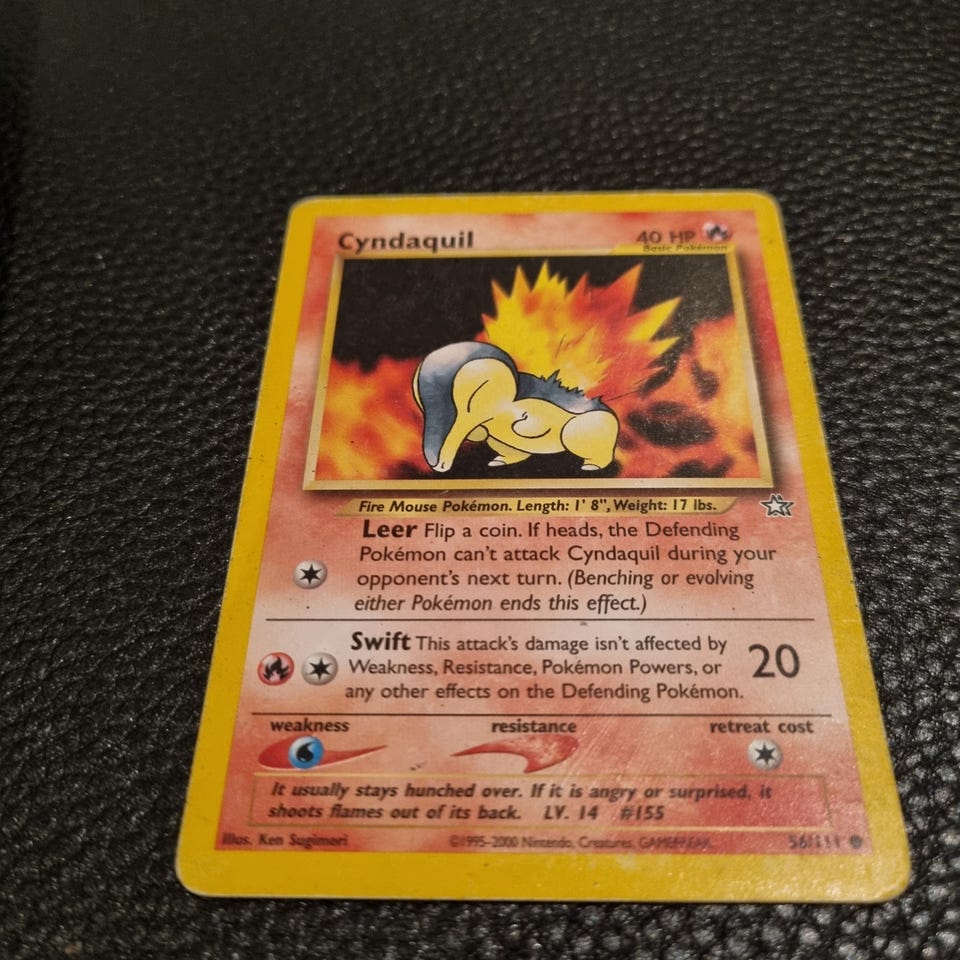 Cyndaquil 40 HP
Basic Pokémon
Fire Mouse Pokémon. Length: 1' 8", Weight: 17 lbs.
Leer Flip a coin. If heads, the Defending
Pokémon can't attack Cyndaquil during your
opponent's next turn. (Benching or evolving
either Pokémon ends this effect.)
Swift This attack's damage isn't affected by
Weakness, Resistance, Pokémon Powers, or
any other effects on the Defending Pokémon.
20
weakness resistance retreat cost
It usually stays hunched over. If it is angry or surprised, it
shoots flames out of its back. LV. 14 #155
Illus. Ken Sugimori ©1995-2000 Nintendo, Creatures, GAMEFREAK. 56/111